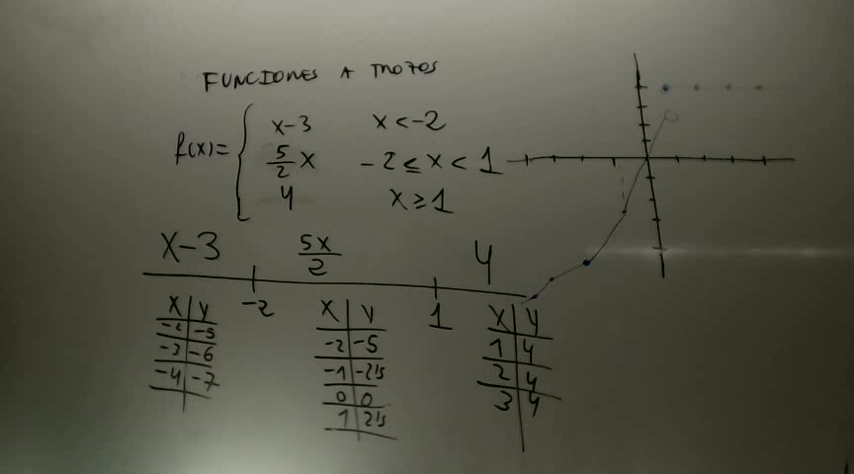 FUNCIONES A TROZOS
f(x)=
x-3 x<-2
5/2 x -2≤x<1
4 x≥1
x-3 5x/2 4
-2 1
x y
-2 -5
-3 -6
-4 -7
x y
-2 -5
-1 -2'5
0 0
1 2'5
x y
1 4
2 4
3 4